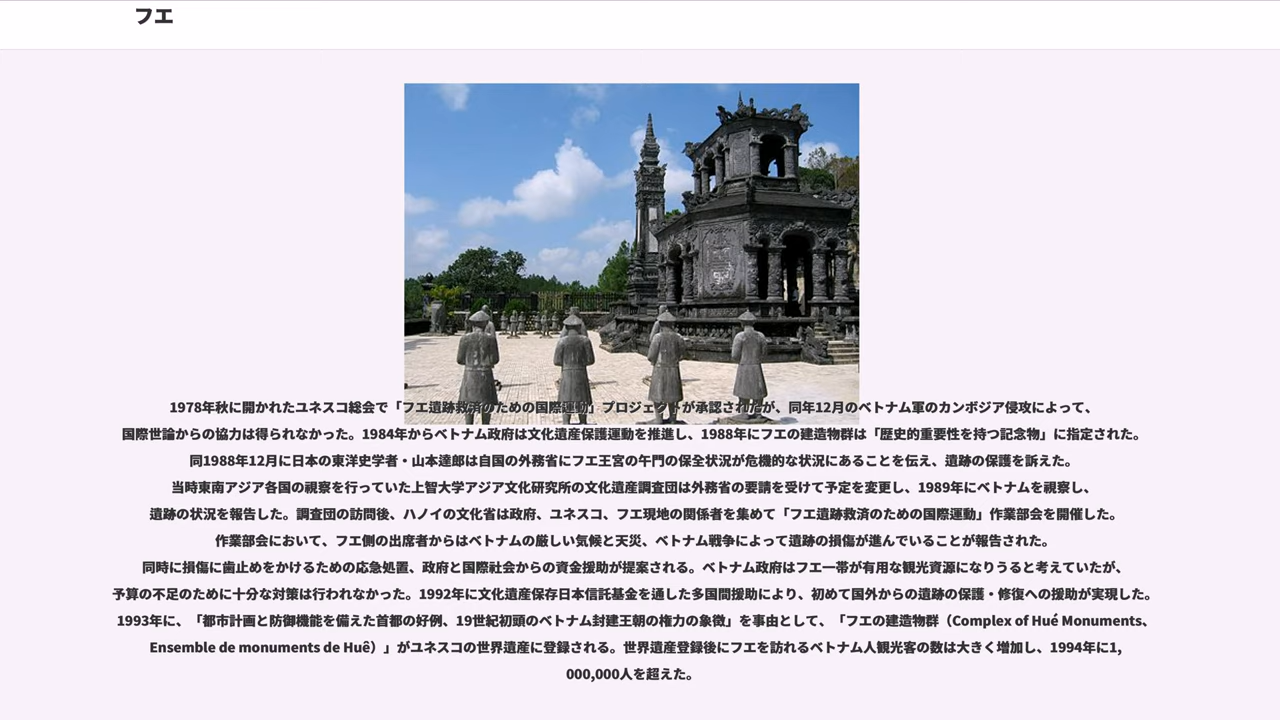 フエ
1978年秋に開かれたユネスコ総会で「フエ遺跡救済のための国際運動」プロジェクトが承認されたが、同年12月のベトナム軍のカンボジア侵攻によって、
国際世論からの協力は得られなかった。1984年からベトナム政府は文化遺産保護運動を推進し、1988年にフエの建造物群は「歴史的重要性を持つ記念物」に指定された。
同1988年12月に日本の東洋史学者・山本達郎は自国の外務省にフエ王宮の午門の保全状況が危機的な状況にあることを伝え、遺跡の保護を訴えた。
当時東南アジア各国の視察を行っていた上智大学アジア文化研究所の文化遺産調査団は外務省の要請を受けて予定を変更し、1989年にベトナムを視察し、
遺跡の状況を報告した。調査団の訪問後、ハノイの文化省は政府、ユネスコ、フエ現地の関係者を集めて「フエ遺跡救済のための国際運動」作業部会を開催した。
作業部会において、フエ側の出席者からはベトナムの厳しい気候と天災、ベトナム戦争によって遺跡の損傷が進んでいることが報告された。
同時に損傷に歯止めをかけるための応急処置、政府と国際社会からの資金援助が提案される。ベトナム政府はフエ一帯が有用な観光資源になりうると考えていたが、
予算の不足のために十分な対策は行われなかった。1992年に文化遺産保存日本信託基金を通した多国間援助により、初めて国外からの遺跡の保護・修復への援助が実現した。
1993年に、「都市計画と防御機能を備えた首都の好例、19世紀初頭のベトナム封建王朝の権力の象徴」を事由として、「フエの建造物群（Complex of Hué Monuments、
Ensemble de monuments de Huê）」がユネスコの世界遺産に登録される。世界遺産登録後にフエを訪れるベトナム人観光客の数は大きく増加し、1994年に1,
000,000人を超えた。